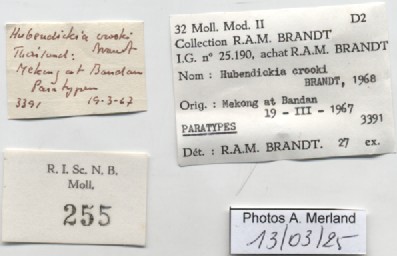 Hubendickia crooki
Brandt
Thailand:
Mekong at Bandan
Paratypen
3391 19-3-67
32 Moll. Mod. II D2
Collection R.A.M. BRANDT
I.G. n° 25.190, achat R.A.M. BRANDT
Nom : Hubendickia crooki
BRANDT, 1968
Orig. : Mekong at Bandan
19 - III - 1967
PARATYPES 3391
Dét. : R.A.M. BRANDT. 27 ex.
R. I. Sc. N. B.
Moll.
255
Photos A. Merland
13/03/25